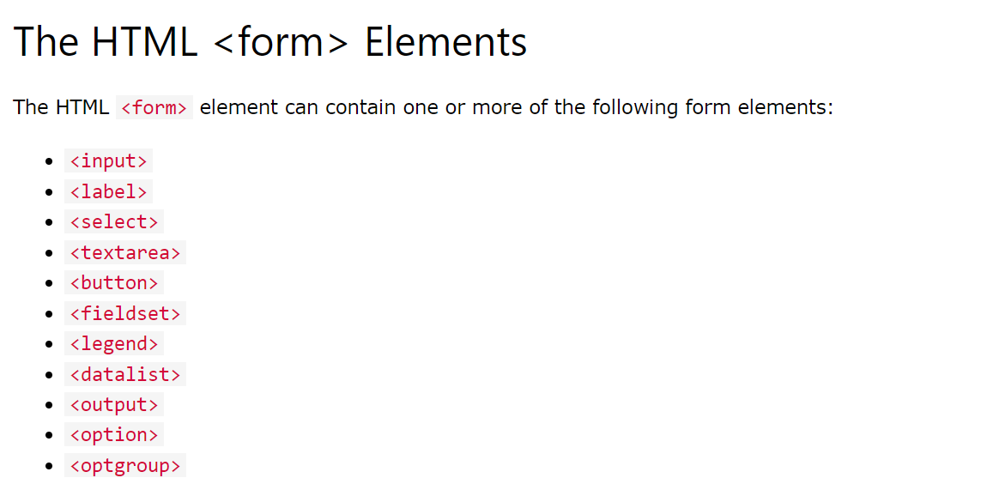 The HTML <form> Elements
The HTML <form> element can contain one or more of the following form elements:
<input>
<label>
<select>
<textarea>
<button>
<fieldset>
<legend>
<datalist>
<output>
<option>
<optgroup>